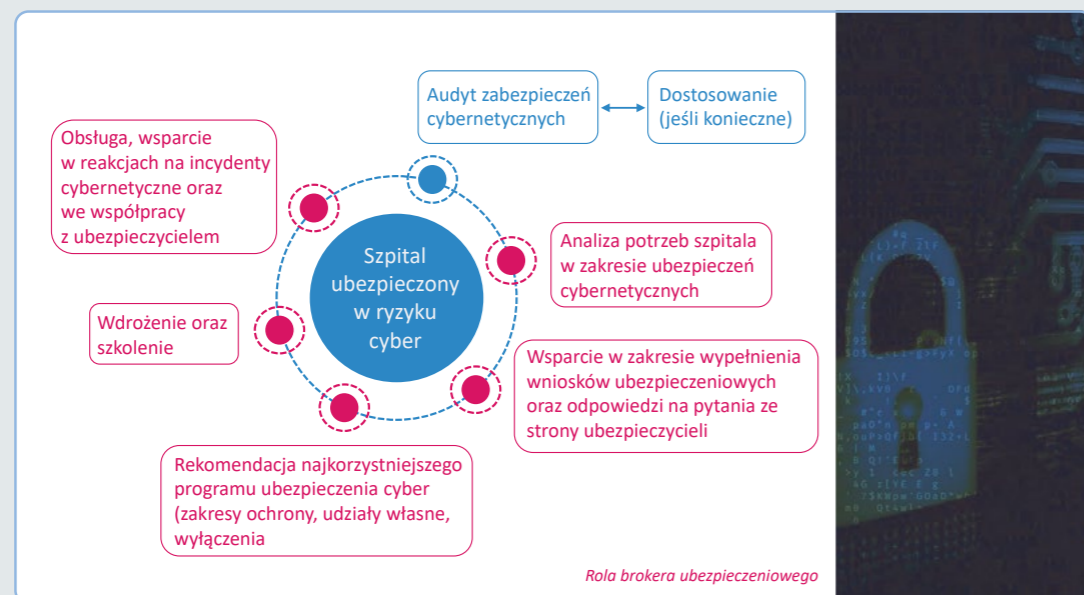 Audyt zabezpieczeń
cybernetycznych
Dostosowanie
(jeśli konieczne)
Obsługa, wsparcie
w reakcjach na incydenty
cybernetyczne oraz
we współpracy
z ubezpieczycielem
Szpital
ubezpieczony
w ryzyku
cyber
Analiza potrzeb szpitala
w zakresie ubezpieczeń
cybernetycznych
Wdrożenie oraz
szkolenie
Wsparcie w zakresie wypełnienia
wniosków ubezpieczeniowych
oraz odpowiedzi na pytania ze
strony ubezpieczycieli
Rekomendacja najkorzystniejszego
programu ubezpieczenia cyber
(zakresy ochrony, udziały własne,
wyłączenia
Rola brokera ubezpieczeniowego